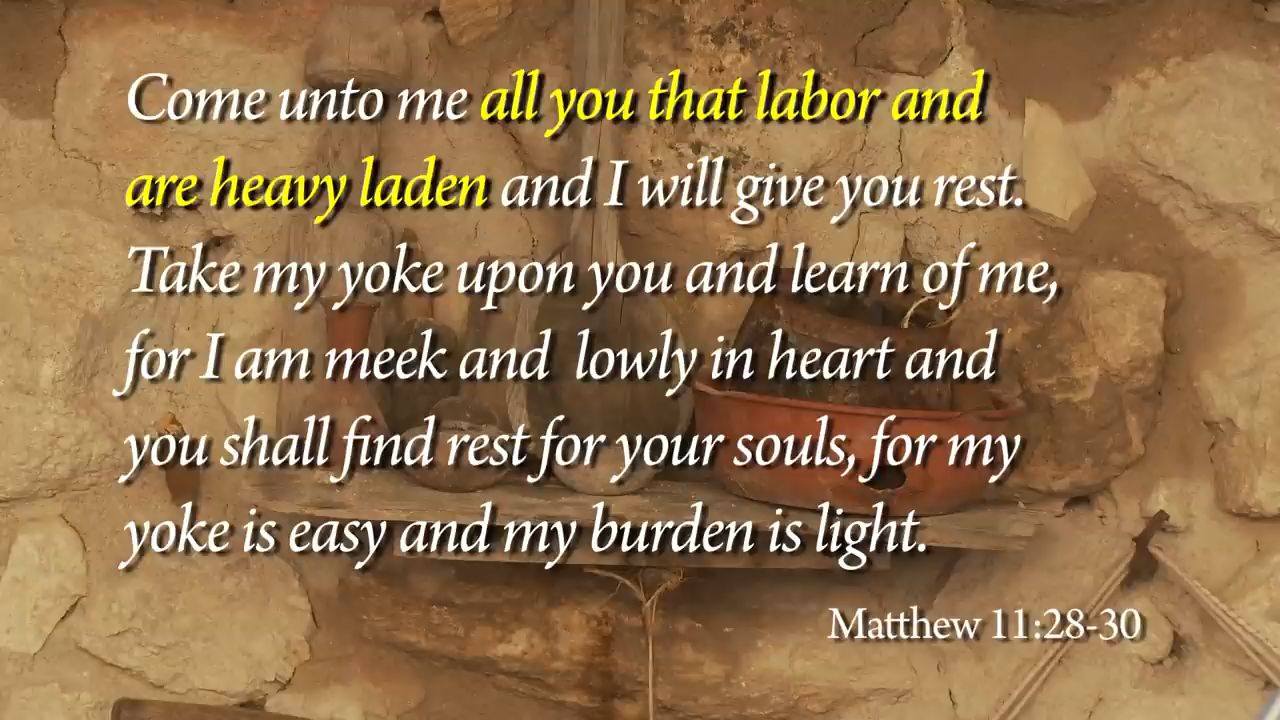 Come unto me all you that labor and
are heavy laden and I will give you rest.
Take my yoke upon you and learn of me,
for I am meek and lowly in heart and
you shall find rest for your souls, for my
yoke is easy and my burden is light.
Matthew 11:28-30